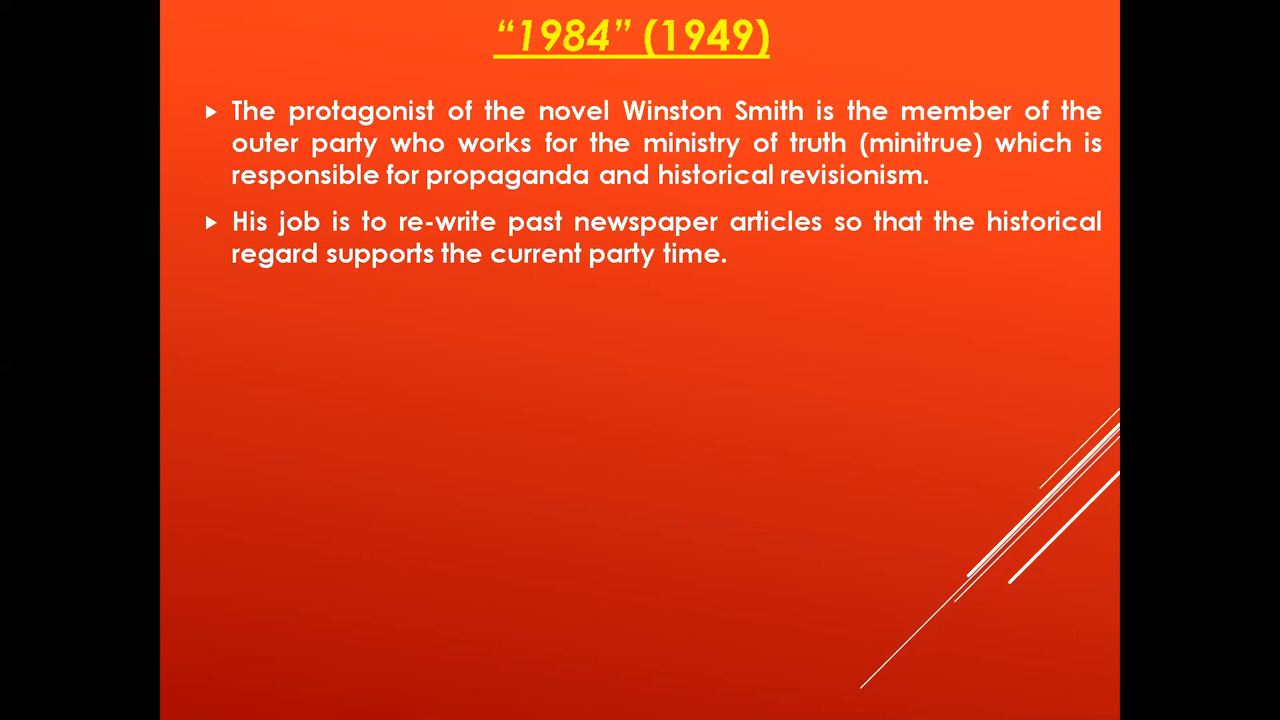 “1984” (1949)
The protagonist of the novel Winston Smith is the member of the
outer party who works for the ministry of truth (minitrue) which is
responsible for propaganda and historical revisionism.
His job is to re-write past newspaper articles so that the historical
regard supports the current party time.